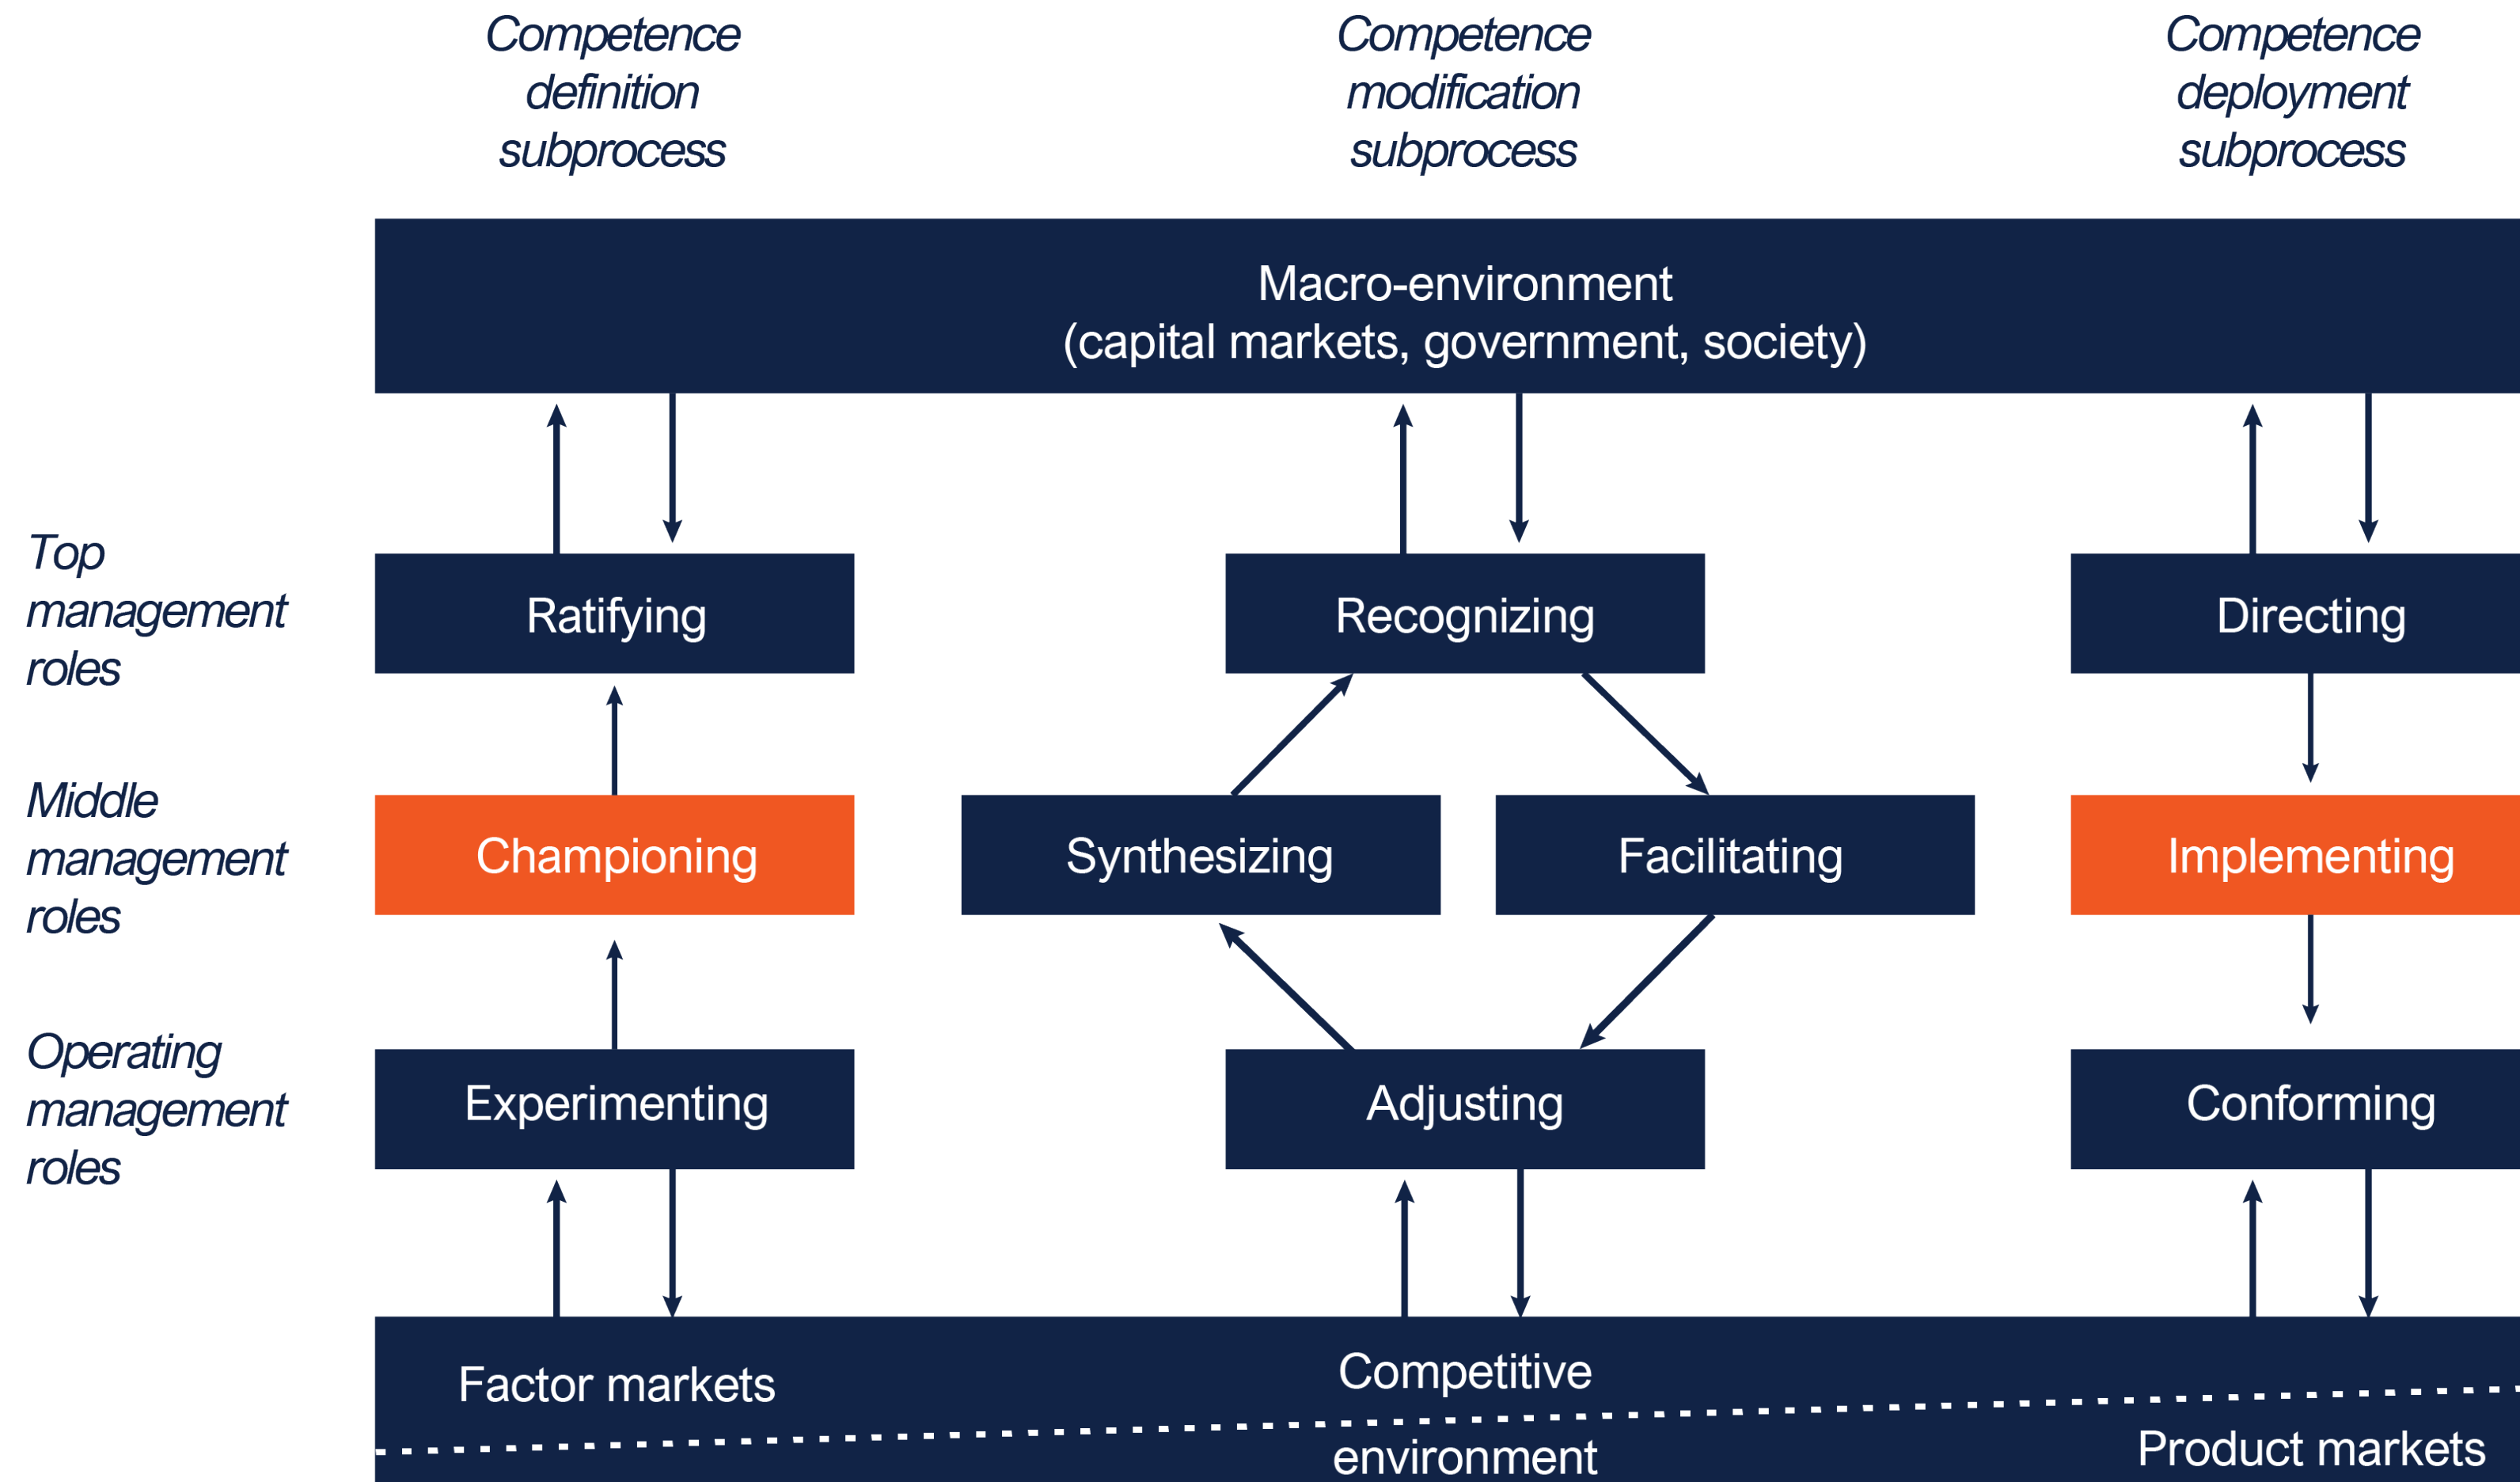 Competence
definition
subprocess
Competence
modification
subprocess
Competence
deployment
subprocess
Macro-environment
(capital markets, government, society)
Top
management
roles
Ratifying
Recognizing
Directing
Middle
management
roles
Championing
Synthesizing
Facilitating
Implementing
Operating
management
roles
Experimenting
Adjusting
Conforming
Factor markets
Competitive
environment
Product markets